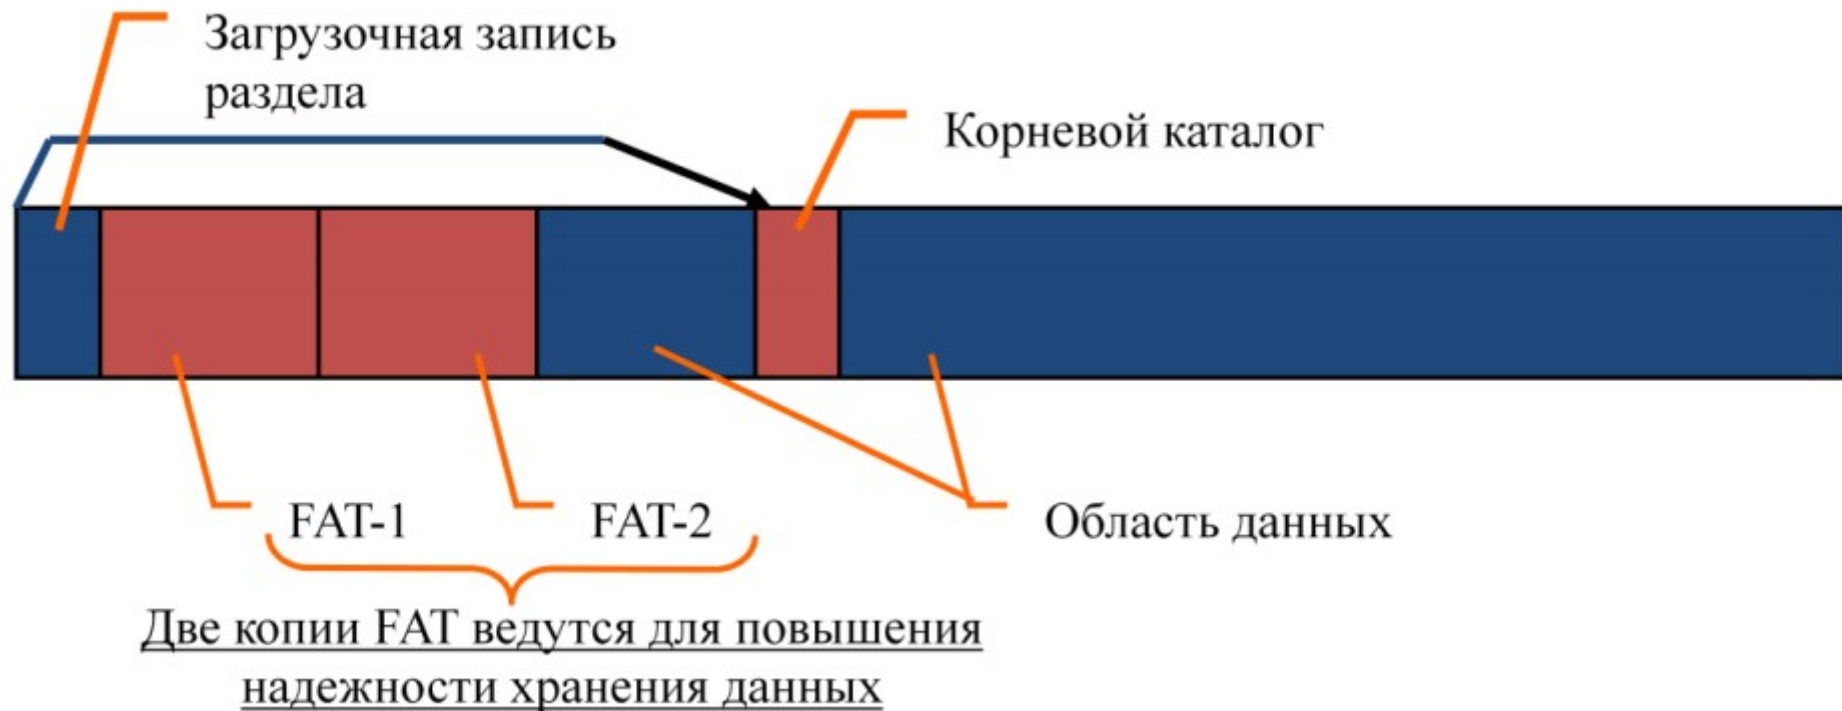 Загрузочная запись
раздела
Корневой каталог
FAT-1
FAT-2
Область данных
Две копии FAT ведутся для повышения
надежности хранения данных